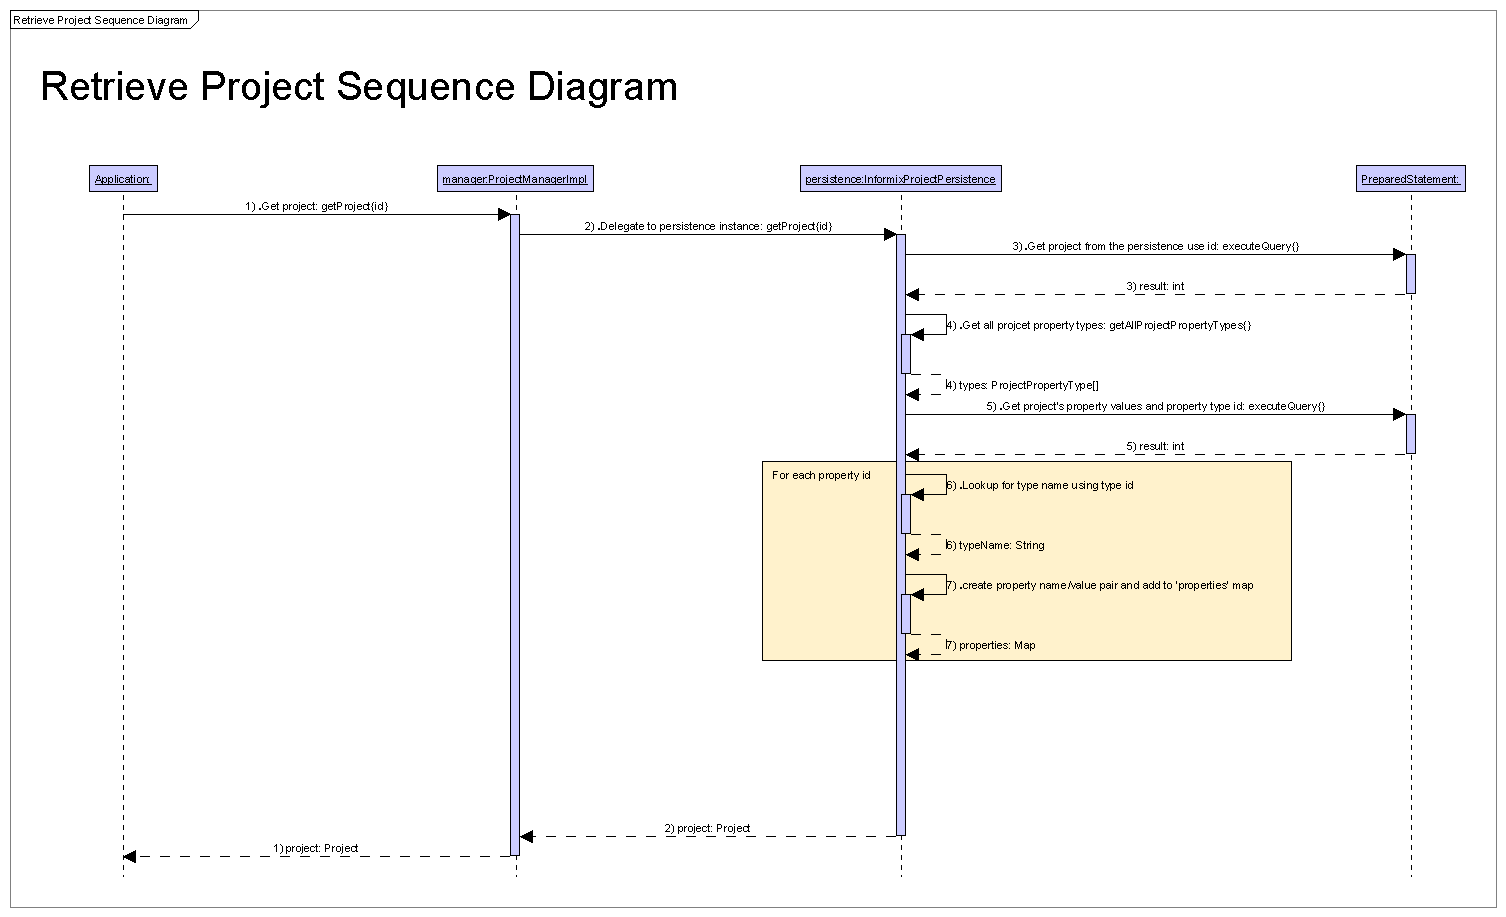 Retrieve Project Sequence Diagram
Retrieve Project Sequence Diagram
Application:
manager:ProjectManagerImpl
persistence:InformixProjectPersistence
PreparedStatement:
1) .Get project: getProject{id}
2) .Delegate to persistence instance: getProject{id}
3) .Get project from the persistence use id: executeQuery{}
3) result: int
4) .Get all projcet property types: getAllProjectPropertyTypes{}
4) types: ProjectPropertyType[]
5) .Get project's property values and property type id: executeQuery{}
5) result: int
For each property id
6) .Lookup for type name using type id
6) typeName: String
7) .create property name/value pair and add to 'properties' map
7) properties: Map
2) project: Project
1) project: Project